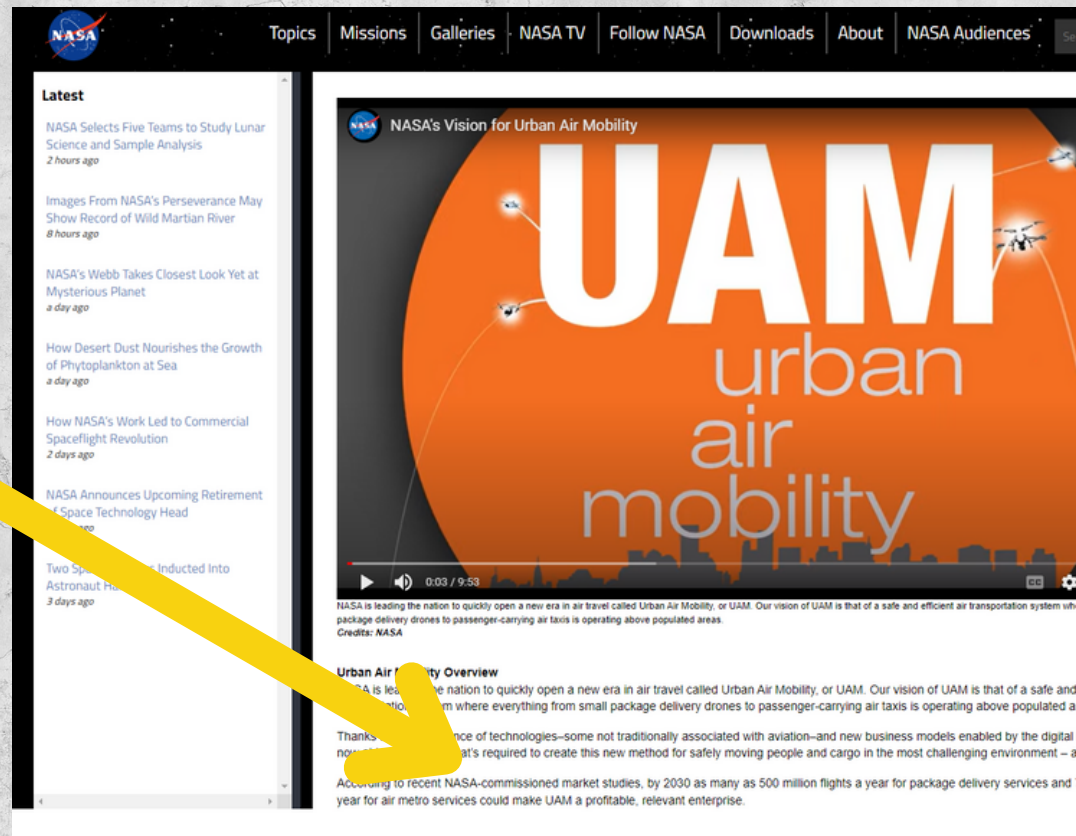 NASA
Topics Missions Galleries NASA TV Follow NASA Downloads About NASA Audiences
Latest
NASA Selects Five Teams to Study Lunar
Science and Sample Analysis
2 hours ago
Images From NASA's Perseverance May
Show Record of Wild Martian River
8 hours ago
NASA's Webb Takes Closest Look Yet at
Mysterious Planet
a day ago
How Desert Dust Nourishes the Growth
of Phytoplankton at Sea
a day ago
How NASA's Work Led to Commercial
Spaceflight Revolution
2 days ago
NASA Announces Upcoming Retirement
of Space Technology Head
ago
Two Inducted Into
Astronaut
3 days ago
NASA
NASA's Vision for Urban Air Mobility
UAM
urban
air
mobility
0:03 / 9:53
CC
NASA is leading the nation to quickly open a new era in air travel called Urban Air Mobility, or UAM. Our vision of UAM is that of a safe and efficient air transportation system
package delivery drones to passenger-carrying air taxis is operating above populated areas.
Credits: NASA
Urban Air Overview
is nation to quickly open a new era in air travel called Urban Air Mobility, or UAM. Our vision of UAM is that of a safe and
where everything from small package delivery drones to passenger-carrying air taxis is operating above populated
Thanks of technologies–some not traditionally associated with aviation–and new business models enabled by the digital
required to create this new method for safely moving people and cargo in the most challenging environment –
According to recent NASA-commissioned market studies, by 2030 as many as 500 million flights a year for package delivery services and
year for air metro services could make UAM a profitable, relevant enterprise.